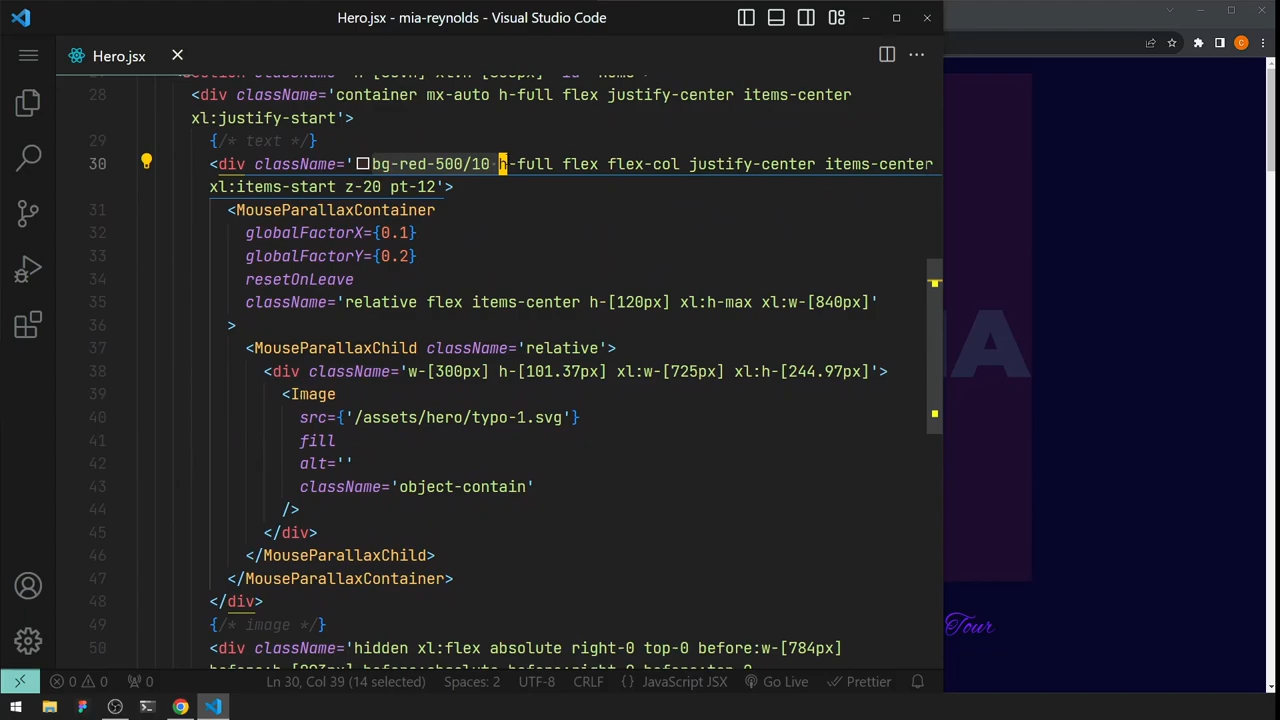 Hero.jsx - mia-reynolds - Visual Studio Code
Hero.jsx
28 <div className='container mx-auto h-full flex justify-center items-center
xl:justify-start'>
29 {/* text */}
30 <div className='bg-red-500/10 h-full flex flex-col justify-center items-center
xl:items-start z-20 pt-12'>
31 <MouseParallaxContainer
32 globalFactorX={0.1}
33 globalFactorY={0.2}
34 resetOnLeave
35 className='relative flex items-center h-[120px] xl:h-max xl:w-[840px]'
36 >
37 <MouseParallaxChild className='relative'>
38 <div className='w-[300px] h-[101.37px] xl:w-[725px] xl:h-[244.97px]'>
39 <Image
40 src={'/assets/hero/typo-1.svg'}
41 fill
42 alt=''
43 className='object-contain'
44 />
45 </div>
46 </MouseParallaxChild>
47 </MouseParallaxContainer>
48 </div>
49 {/* image */}
50 <div className='hidden xl:flex absolute right-0 top-0 before:w-[784px]
IA
Tour
C
0 0 0 Ln 30, Col 39 (14 selected) Spaces: 2 UTF-8 CRLF {} JavaScript JSX Go Live Prettier